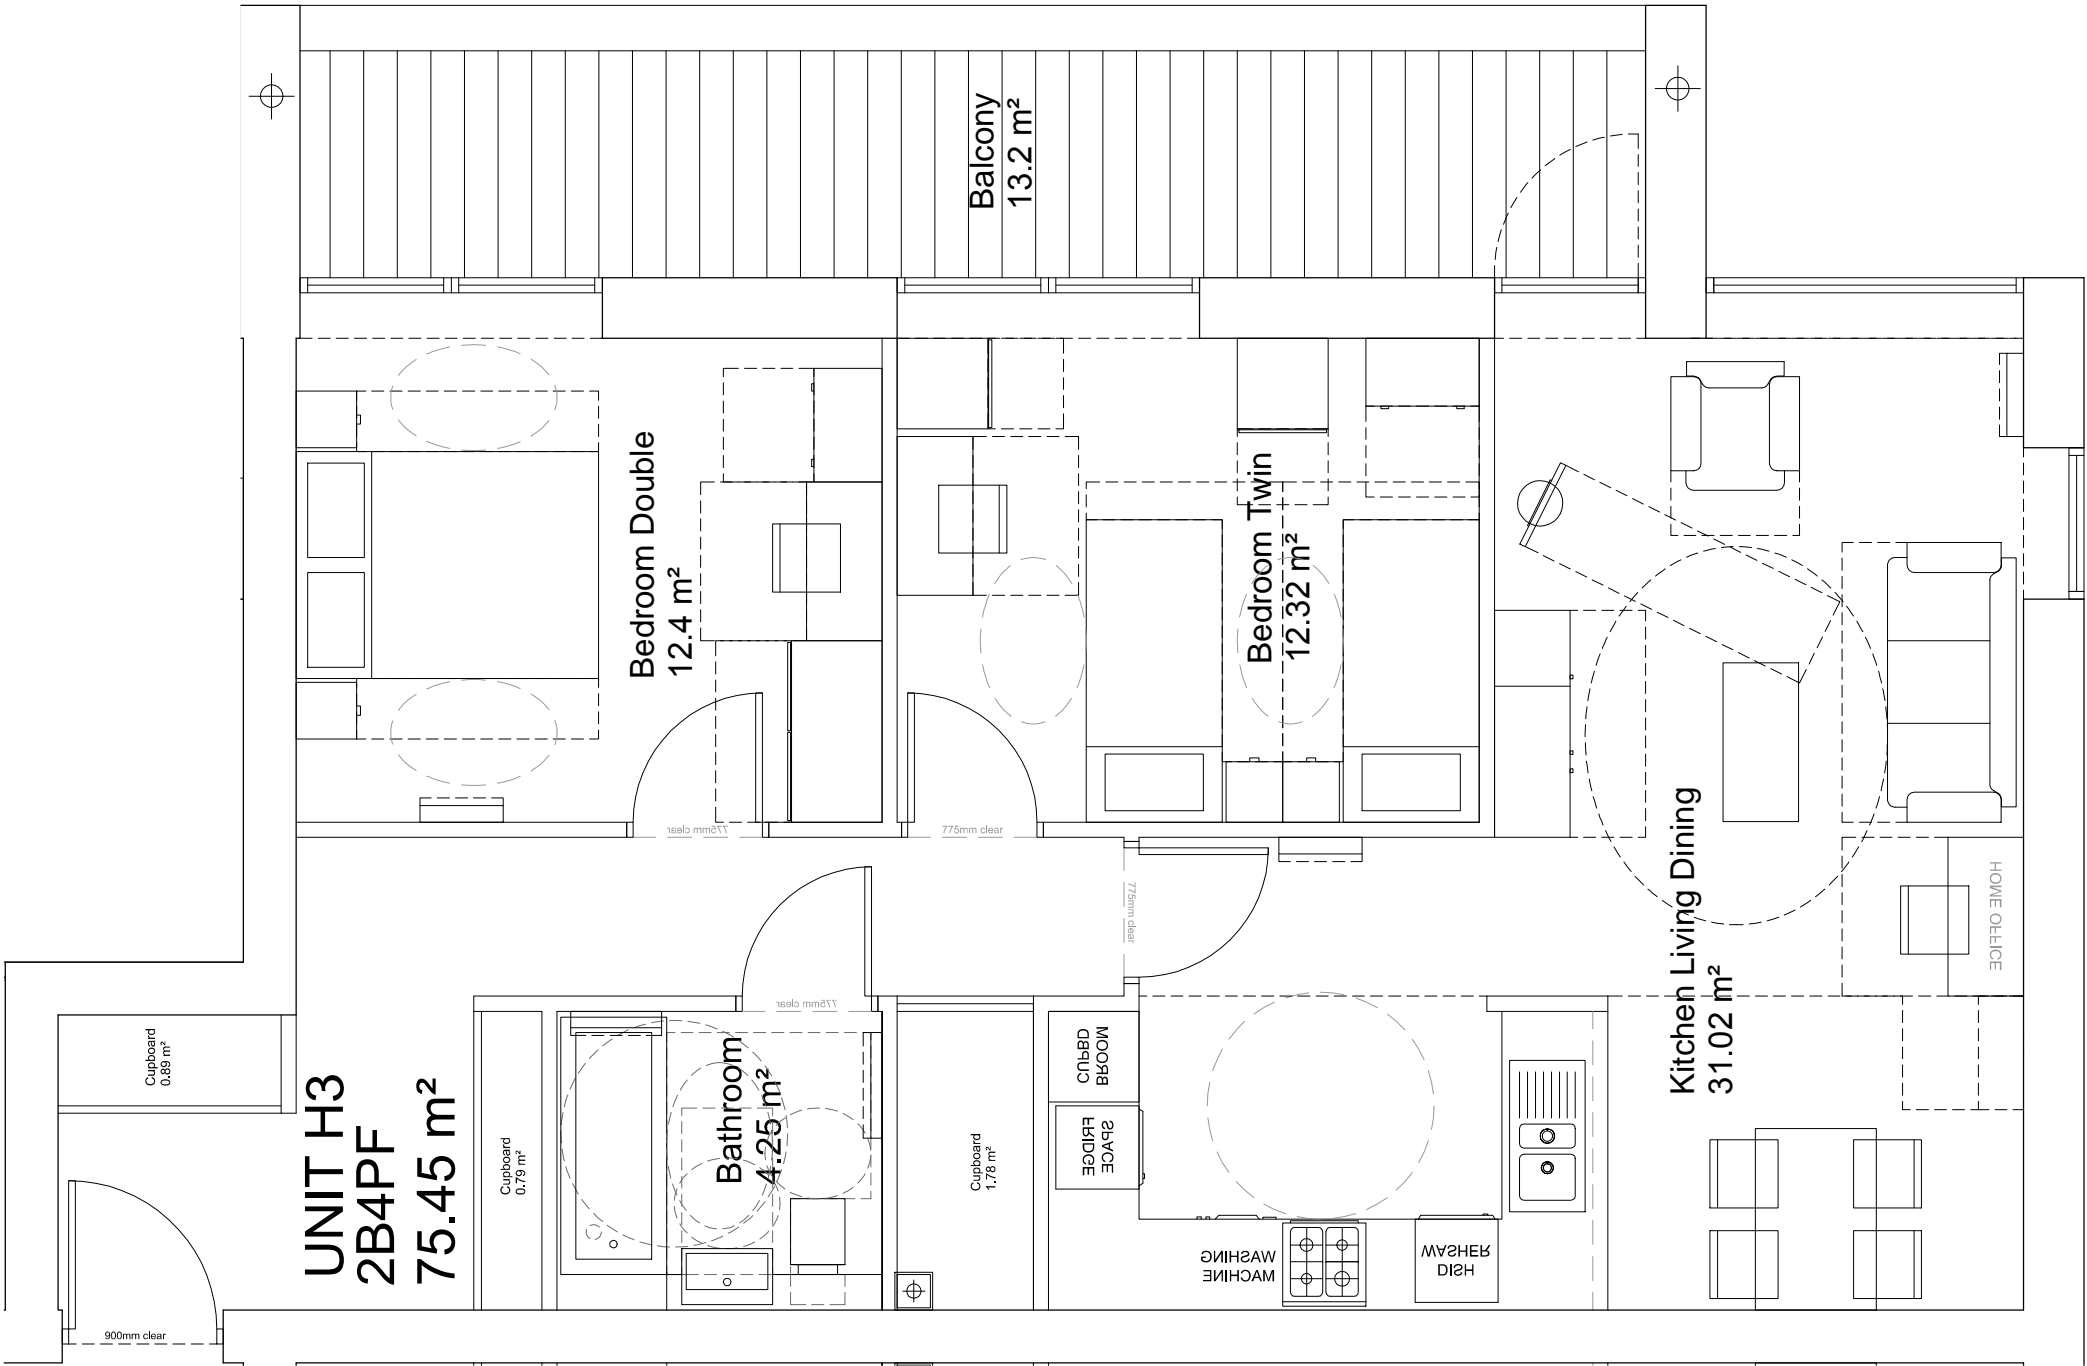 Balcony
13.2 m²
Bedroom Double
12.4 m²
Bedroom Twin
12.32 m²
Kitchen Living Dining
31.02 m²
HOME OFFICE
775mm clear
775mm clear
775mm clear
775mm clear
Cupboard
0.89 m²
UNIT H3
2B4PF
75.45 m²
Cupboard
0.79 m²
Bathroom
4.25 m²
Cupboard
1.78 m²
BROOM
CUPBD
FRIDGE
SPACE
WASHING
MACHINE
DISH
WASHER
900mm clear